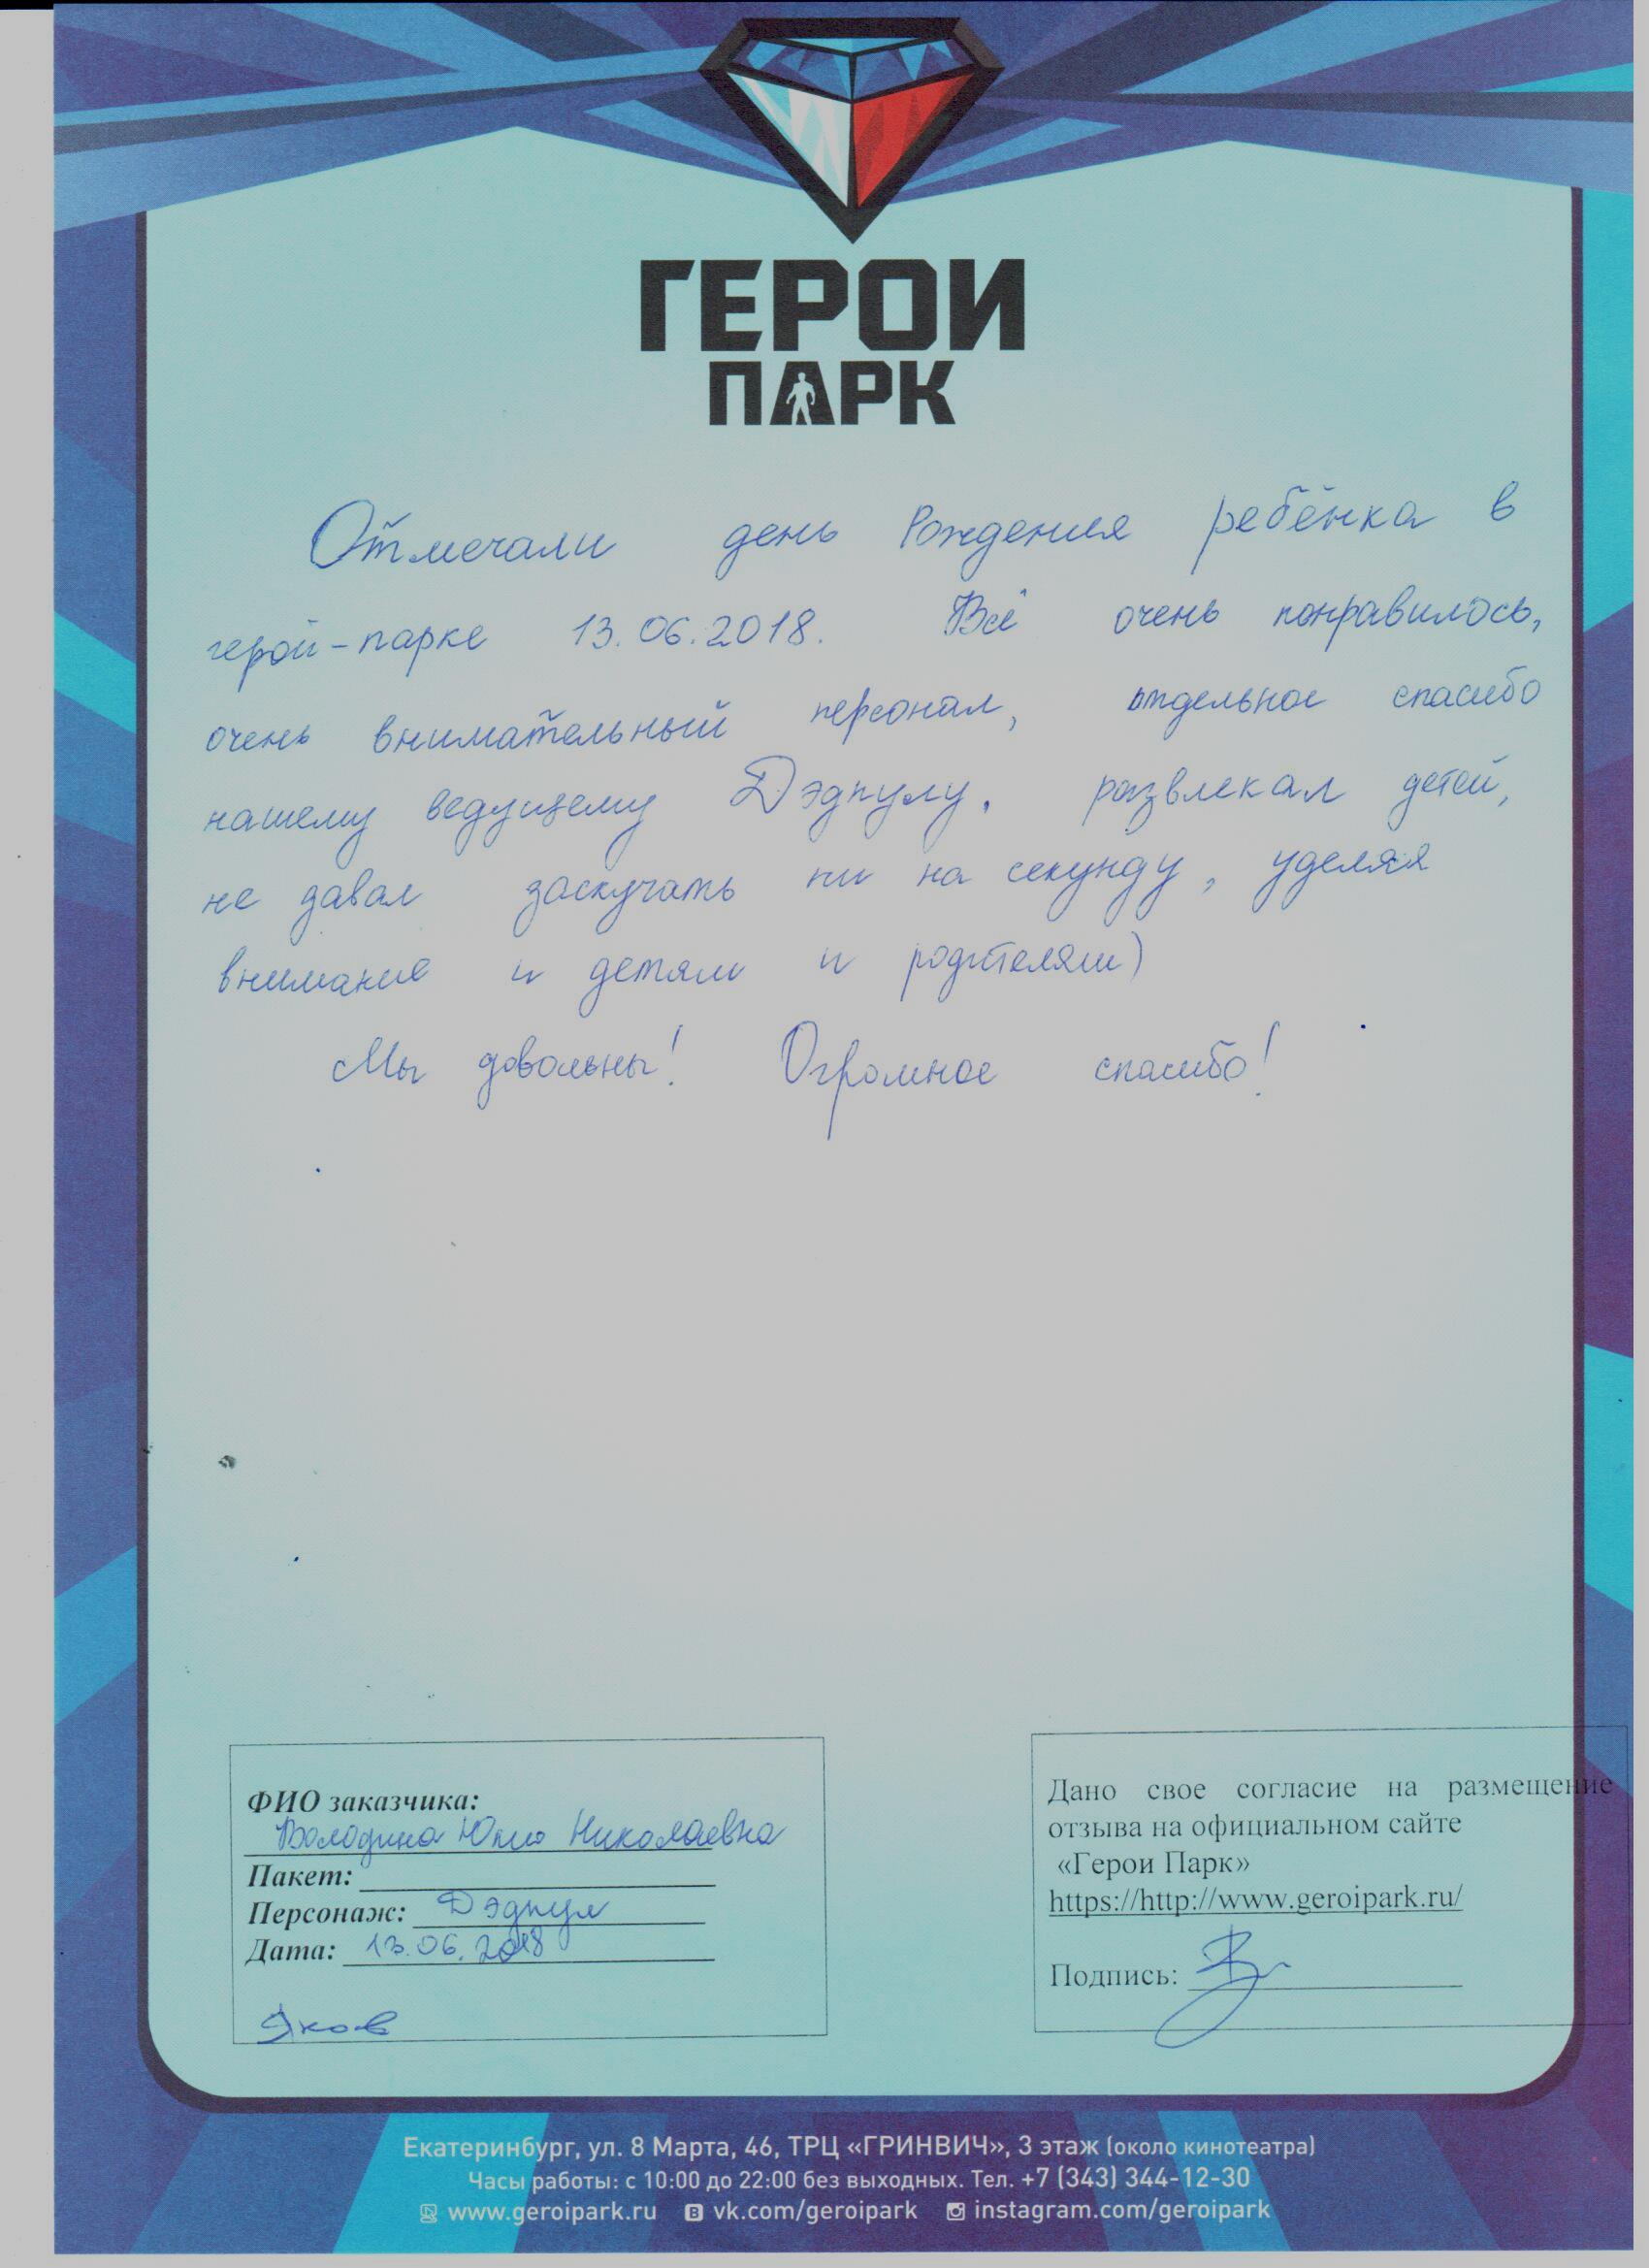 ГЕРОИ
ПАРК
Отмечали день Рождения ребёнка в
герой-парке 13.06.2018. Всё очень понравилось,
очень внимательный персонал, отдельное спасибо
нашему ведущему Дэдпулу, развлекал детей,
не давал заскучать ни на секунду, уделяя
внимание и детям и родителям)
Мы довольны! Огромное спасибо!
ФИО заказчика:
Володина Юлия Николаевна
Пакет:
Персонаж: Дэдпул
Дата: 13.06.2018
Яков
Дано свое согласие на размещение
отзыва на официальном сайте
«Герои Парк»
https://http://www.geroipark.ru/
Подпись:
Екатеринбург, ул. 8 Марта, 46, ТРЦ «ГРИНВИЧ», 3 этаж (около кинотеатра)
Часы работы: с 10:00 до 22:00 без выходных. Тел. +7 (343) 344-12-30
www.geroipark.ru vk.com/geroipark instagram.com/geroipark